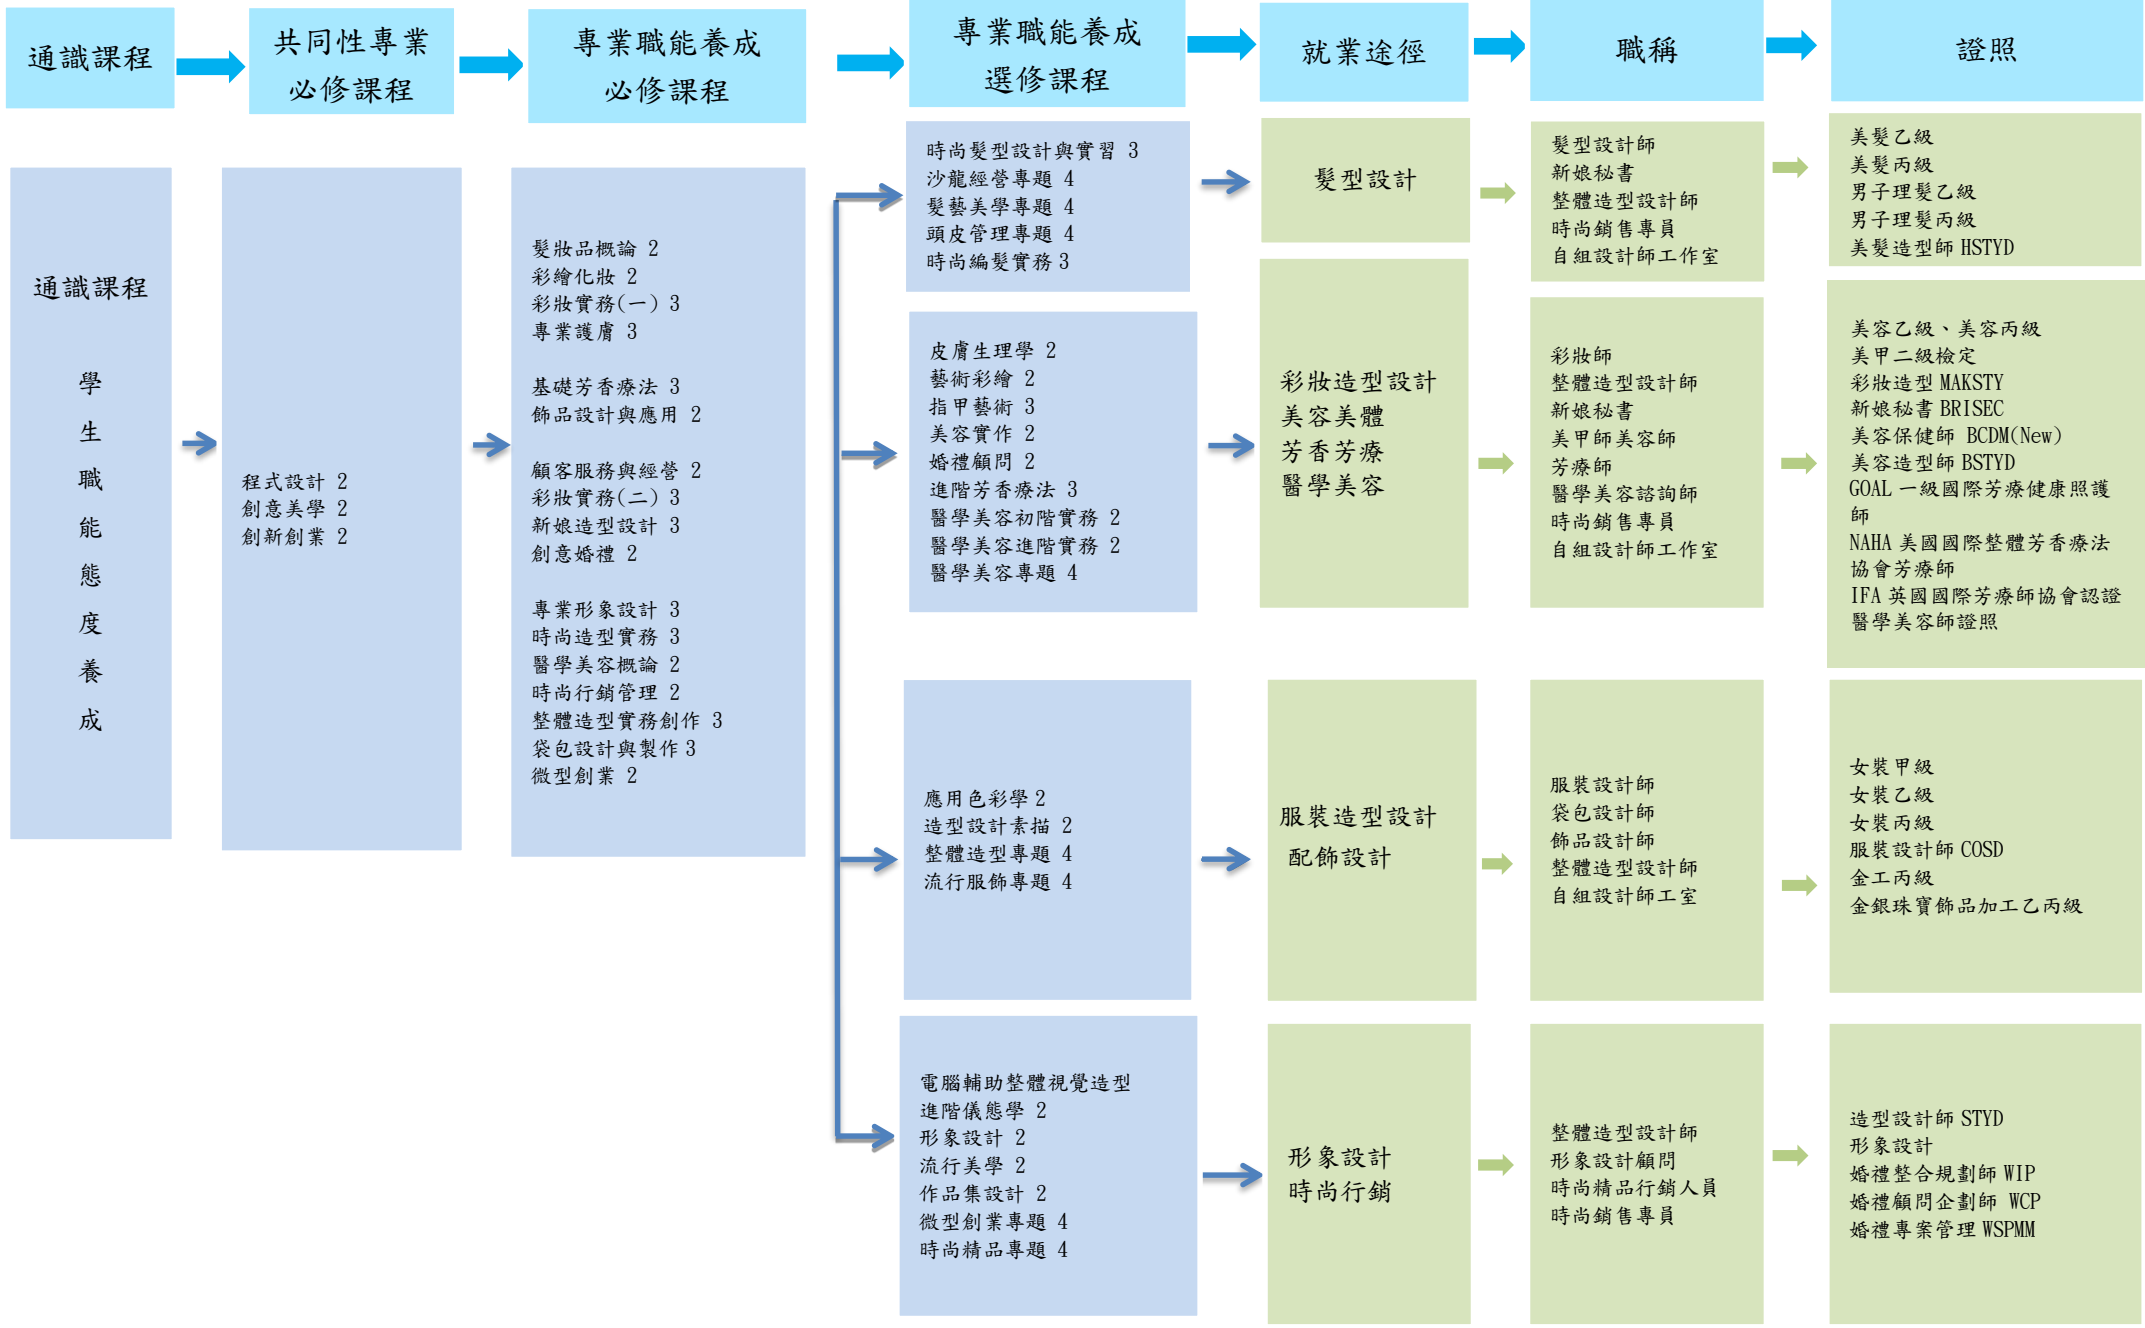 通識課程
共同性專業
必修課程
專業職能養成
必修課程
專業職能養成
選修課程
就業途徑
職稱
證照
通識課程
學
生
職
能
態
度
養
成
程式設計 2
創意美學 2
創新創業 2
髮妝品概論 2
彩繪化妝 2
彩妝實務(一) 3
專業護膚 3
基礎芳香療法 3
飾品設計與應用 2
顧客服務與經營 2
彩妝實務(二) 3
新娘造型設計 3
創意婚禮 2
專業形象設計 3
時尚造型實務 3
醫學美容概論 2
時尚行銷管理 2
整體造型實務創作 3
袋包設計與製作 3
微型創業 2
時尚髮型設計與實習 3
沙龍經營專題 4
髮藝美學專題 4
頭皮管理專題 4
時尚編髮實務 3
髮型設計
髮型設計師
新娘秘書
整體造型設計師
時尚銷售專員
自組設計師工作室
美髮乙級
美髮丙級
男子理髮乙級
男子理髮丙級
美髮造型師 HSTYD
皮膚生理學 2
藝術彩繪 2
指甲藝術 3
美容實作 2
婚禮顧問 2
進階芳香療法 3
醫學美容初階實務 2
醫學美容進階實務 2
醫學美容專題 4
彩妝造型設計
美容美體
芳香芳療
醫學美容
彩妝師
整體造型設計師
新娘秘書
美甲師美容師
芳療師
醫學美容諮詢師
時尚銷售專員
自組設計師工作室
美容乙級、美容丙級
美甲二級檢定
彩妝造型 MAKSTY
新娘秘書 BRISEC
美容保健師 BCDM(New)
美容造型師 BSTYD
GOAL 一級國際芳療健康照護
師
NAHA 美國國際整體芳香療法
協會芳療師
IFA 英國國際芳療師協會認證
醫學美容師證照
應用色彩學 2
造型設計素描 2
整體造型專題 4
流行服飾專題 4
服裝造型設計
配飾設計
服裝設計師
袋包設計師
飾品設計師
整體造型設計師
自組設計師工室
女裝甲級
女裝乙級
女裝丙級
服裝設計師 COSD
金工丙級
金銀珠寶飾品加工乙丙級
電腦輔助整體視覺造型
進階儀態學 2
形象設計 2
流行美學 2
作品集設計 2
微型創業專題 4
時尚精品專題 4
形象設計
時尚行銷
整體造型設計師
形象設計顧問
時尚精品行銷人員
時尚銷售專員
造型設計師 STYD
形象設計
婚禮整合規劃師 WIP
婚禮顧問企劃師 WCP
婚禮專案管理 WSPMM